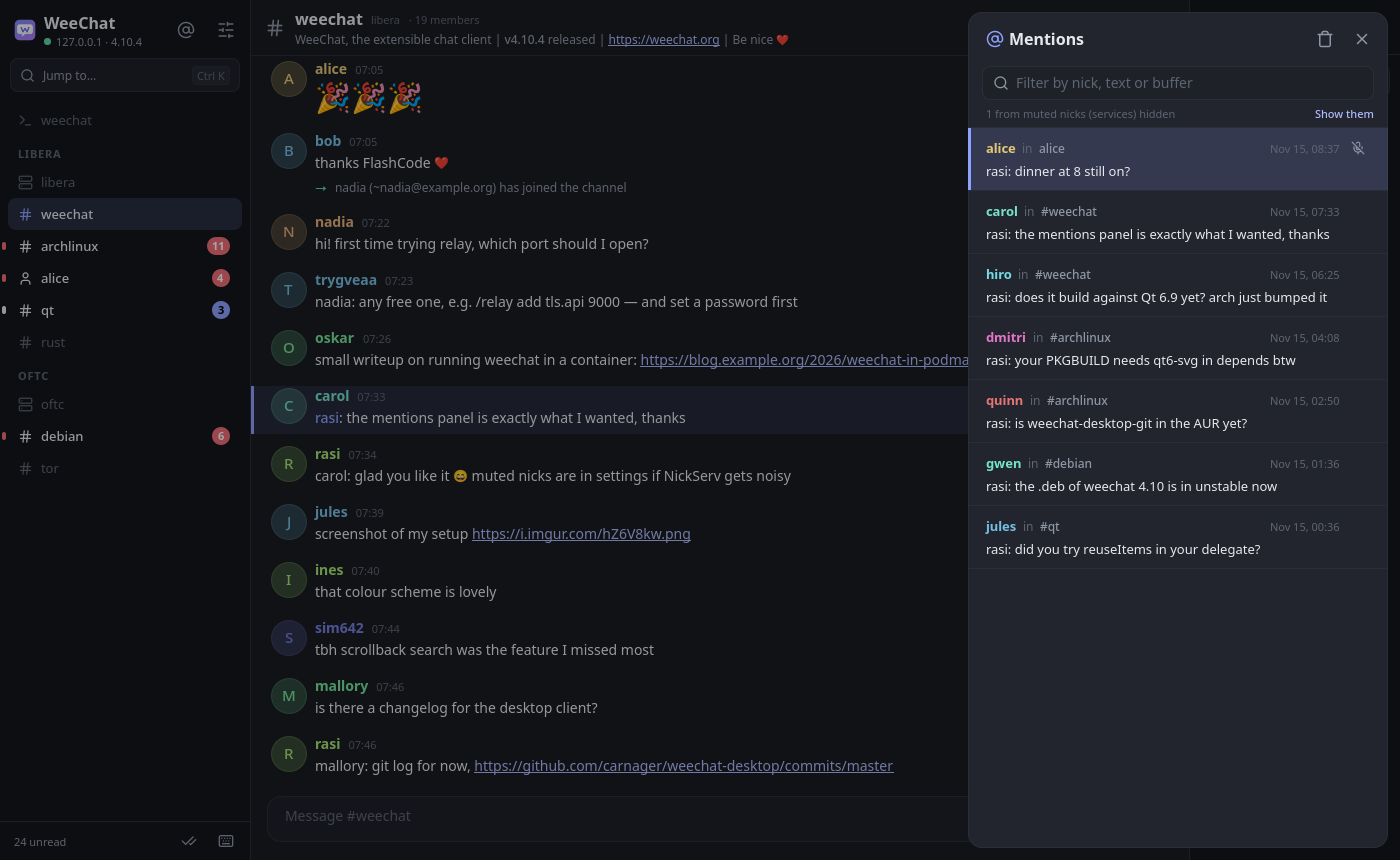 WeeChat
127.0.0.1 · 4.10.4
Jump to...
Ctrl K
weechat
LIBERA
libera
weechat
archlinux
11
alice
4
qt
3
rust
OFTC
oftc
debian
6
tor
24 unread
weechat libera · 19 members
WeeChat, the extensible chat client | v4.10.4 released | https://weechat.org | Be nice ❤️
A
alice 07:05
🎉🎉🎉
B
bob 07:05
thanks FlashCode ❤️
→ nadia (~nadia@example.org) has joined the channel
N
nadia 07:22
hi! first time trying relay, which port should I open?
T
trygveaa 07:23
nadia: any free one, e.g. /relay add tls.api 9000 — and set a password first
O
oskar 07:26
small writeup on running weechat in a container: https://blog.example.org/2026/weechat-in-podma
C
carol 07:33
rasi: the mentions panel is exactly what I wanted, thanks
R
rasi 07:34
carol: glad you like it 😄 muted nicks are in settings if NickServ gets noisy
J
jules 07:39
screenshot of my setup https://i.imgur.com/hZ6V8kw.png
I
ines 07:40
that colour scheme is lovely
S
sim642 07:44
tbh scrollback search was the feature I missed most
M
mallory 07:46
is there a changelog for the desktop client?
R
rasi 07:46
mallory: git log for now, https://github.com/carnager/weechat-desktop/commits/master
Message #weechat
@ Mentions
Filter by nick, text or buffer
1 from muted nicks (services) hidden
Show them
alice in alice Nov 15, 08:37
rasi: dinner at 8 still on?
carol in #weechat Nov 15, 07:33
rasi: the mentions panel is exactly what I wanted, thanks
hiro in #weechat Nov 15, 06:25
rasi: does it build against Qt 6.9 yet? arch just bumped it
dmitri in #archlinux Nov 15, 04:08
rasi: your PKGBUILD needs qt6-svg in depends btw
quinn in #archlinux Nov 15, 02:50
rasi: is weechat-desktop-git in the AUR yet?
gwen in #debian Nov 15, 01:36
rasi: the .deb of weechat 4.10 is in unstable now
jules in #qt Nov 15, 00:36
rasi: did you try reuseItems in your delegate?